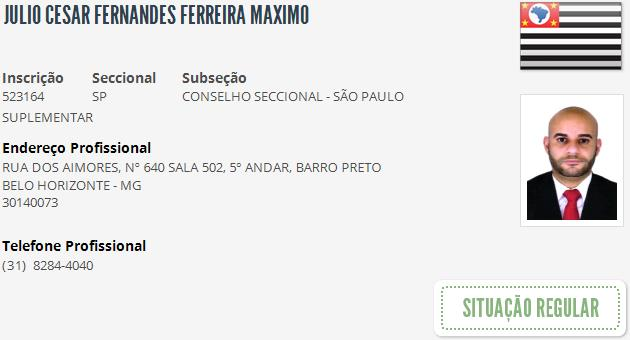 JULIO CESAR FERNANDES FERREIRA MAXIMO
Inscrição Seccional Subseção
523164 SP CONSELHO SECCIONAL - SÃO PAULO
SUPLEMENTAR
Endereço Profissional
RUA DOS AIMORES, Nº 640 SALA 502, 5º ANDAR, BARRO PRETO
BELO HORIZONTE - MG
30140073
Telefone Profissional
(31) 8284-4040
SITUAÇÃO REGULAR